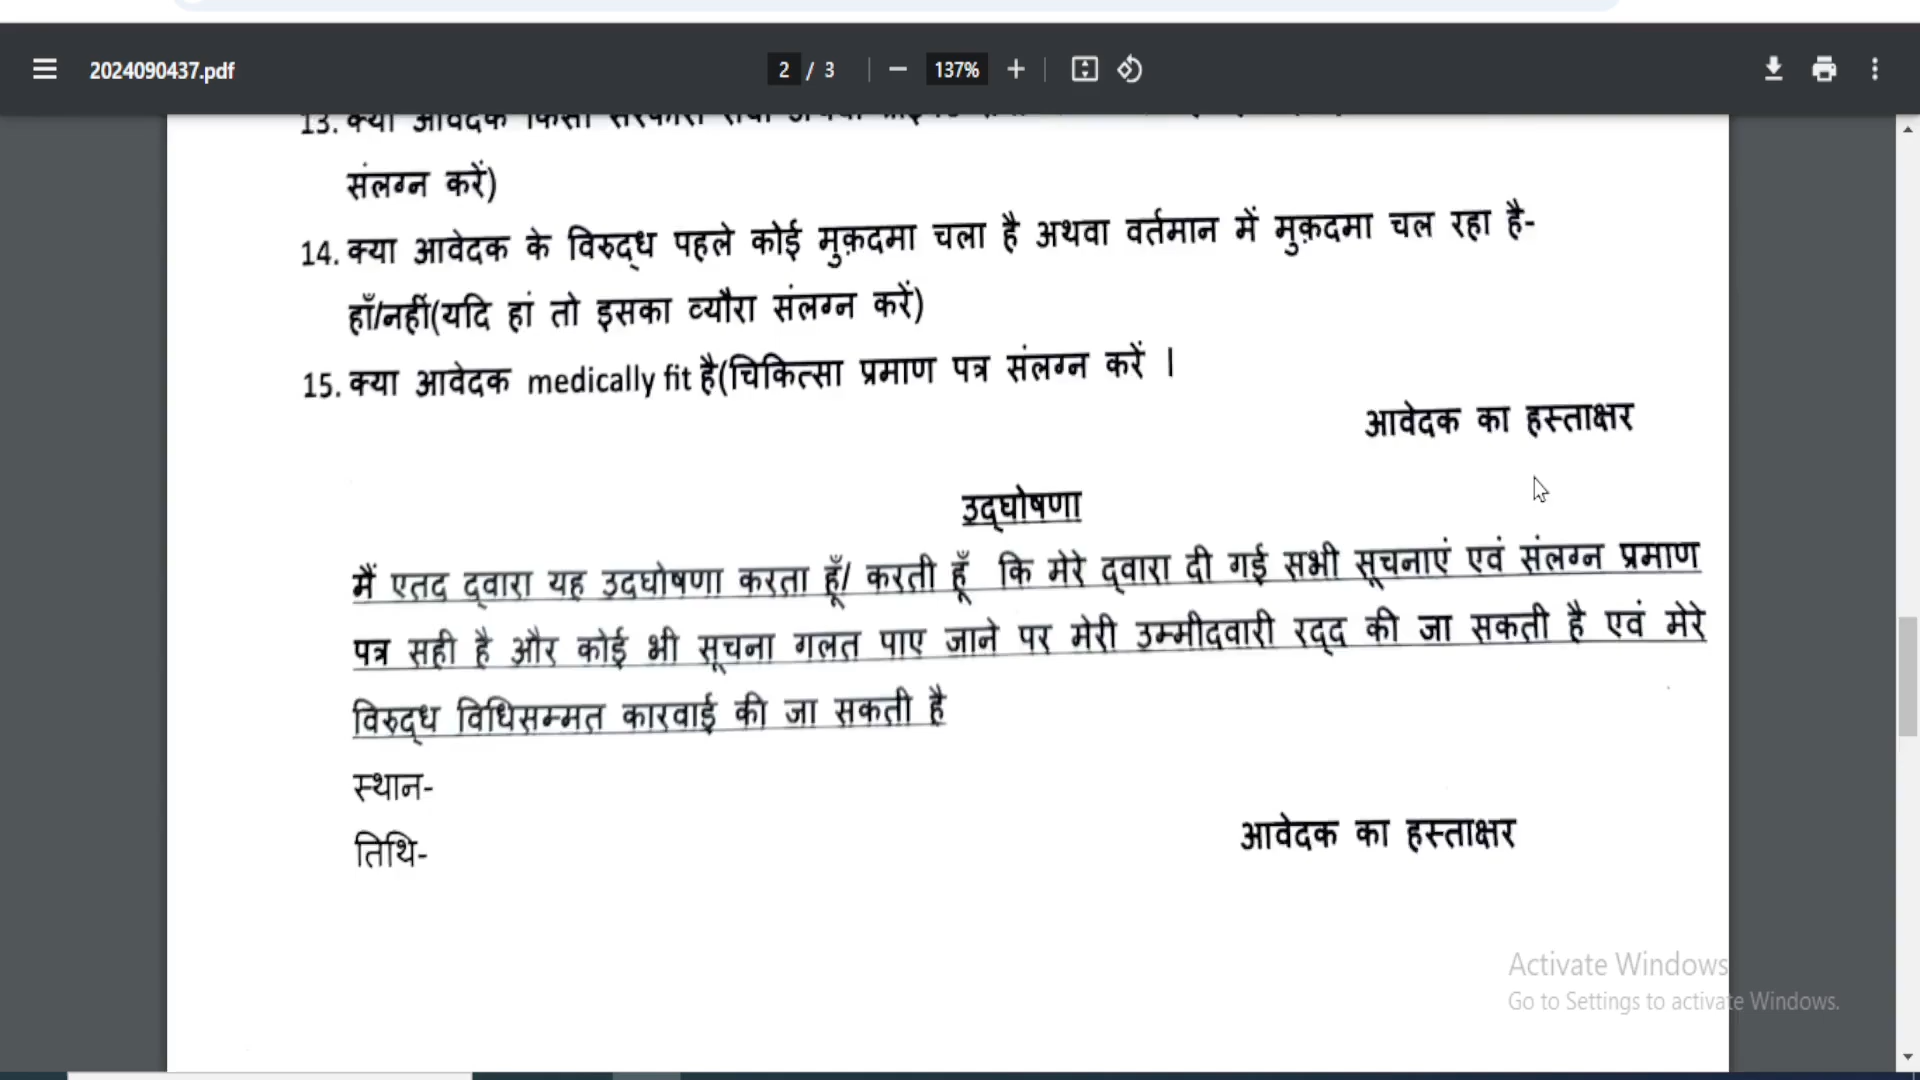 2024090437.pdf
2 / 3
137%
13. क्या आवेदक किसी सरकारी
संलग्न करें)
14. क्या आवेदक के विरुद्ध पहले कोई मुक़दमा चला है अथवा वर्तमान में मुक़दमा चल रहा है-
हाँ/नहीं(यदि हां तो इसका व्यौरा संलग्न करें)
15. क्या आवेदक medically fit है(चिकित्सा प्रमाण पत्र संलग्न करें ।
आवेदक का हस्ताक्षर
उद्घोषणा
मैं एतद द्वारा यह उदघोषणा करता हूँ/ करती हूँ कि मेरे द्वारा दी गई सभी सूचनाएं एवं संलग्न प्रमाण
पत्र सही है और कोई भी सूचना गलत पाए जाने पर मेरी उम्मीदवारी रद्द की जा सकती है एवं मेरे
विरुद्ध विधिसम्मत कारवाई की जा सकती है
स्थान-
तिथि-
आवेदक का हस्ताक्षर
Activate Windows
Go to Settings to activate Windows.